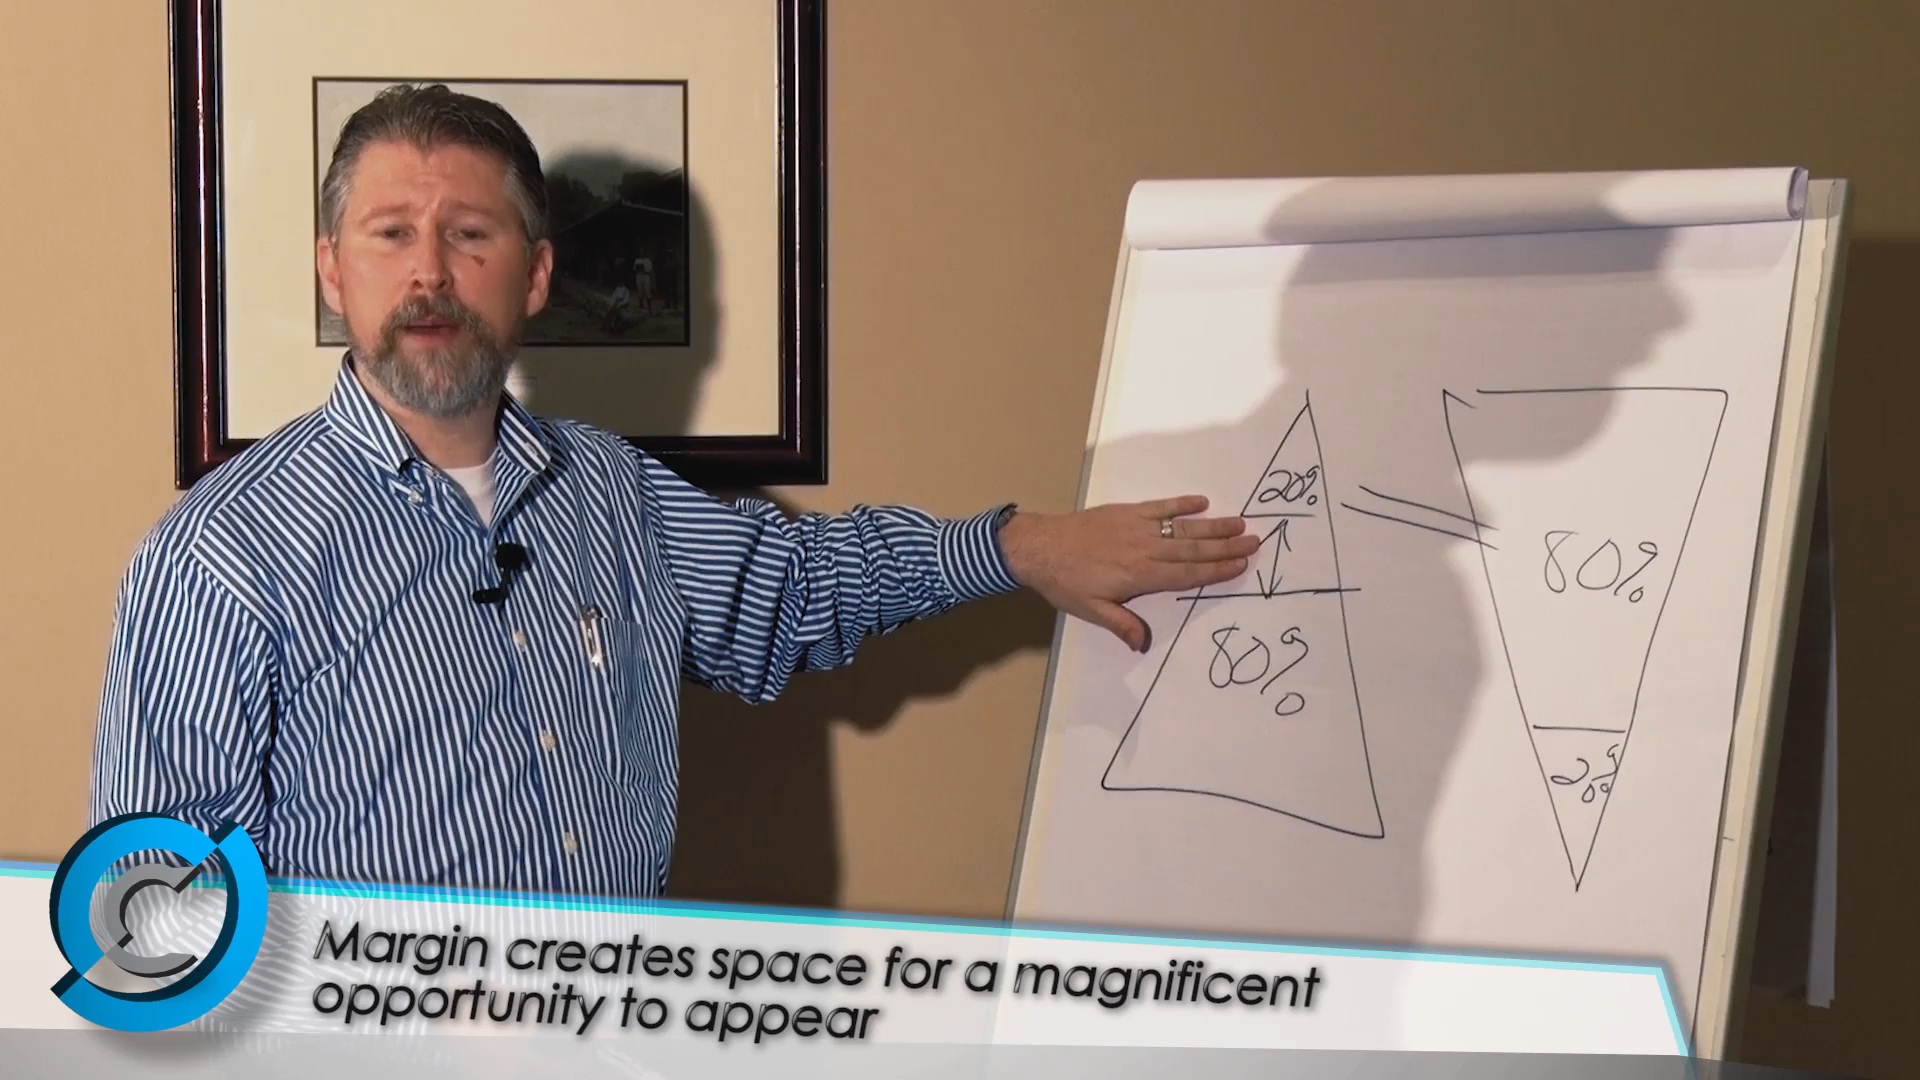 20%
80%
80%
20%
Margin creates space for a magnificent
opportunity to appear